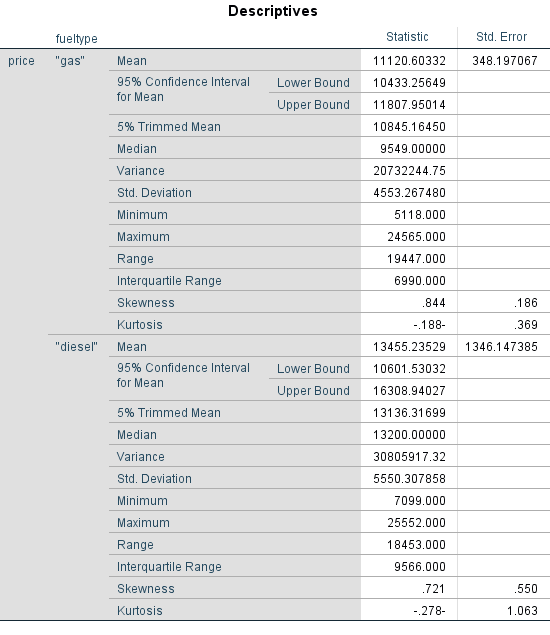 Descriptives
fueltype Statistic Std. Error
price "gas" Mean 11120.60332 348.197067
95% Confidence Interval for Mean Lower Bound 10433.25649
Upper Bound 11807.95014
5% Trimmed Mean 10845.16450
Median 9549.00000
Variance 20732244.75
Std. Deviation 4553.267480
Minimum 5118.000
Maximum 24565.000
Range 19447.000
Interquartile Range 6990.000
Skewness .844 .186
Kurtosis -.188- .369
"diesel" Mean 13455.23529 1346.147385
95% Confidence Interval for Mean Lower Bound 10601.53032
Upper Bound 16308.94027
5% Trimmed Mean 13136.31699
Median 13200.00000
Variance 30805917.32
Std. Deviation 5550.307858
Minimum 7099.000
Maximum 25552.000
Range 18453.000
Interquartile Range 9566.000
Skewness .721 .550
Kurtosis -.278- 1.063